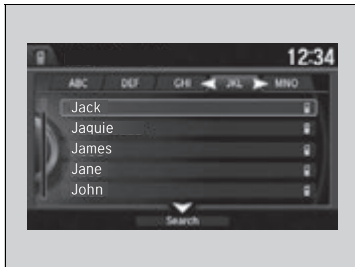 12:34
ABC DEF GHI JKL MNO
Jack
Jaquie
James
Jane
John
Search